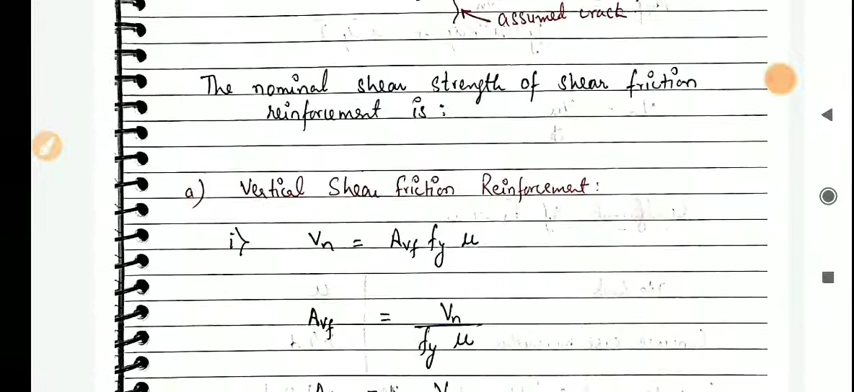 assumed crack
The nominal shear strength of shear friction
reinforcement is :
a) Vertical Shear friction Reinforcement :
i) Vn = Avf fy μ
Avf = Vn / fy μ